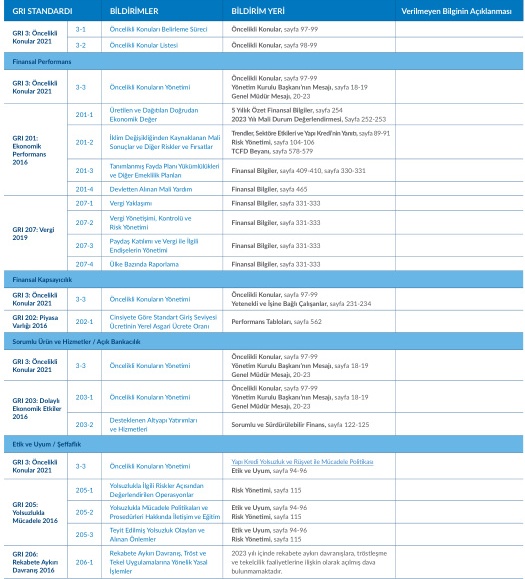 GRI STANDARDI BİLDİRİMLER BİLDİRİM YERİ Verilmeyen Bilginin Açıklaması
GRI 3: Öncelikli Konular 2021
3-1 Öncelikli Konuları Belirleme Süreci Öncelikli Konular, sayfa 97-99
3-2 Öncelikli Konular Listesi Öncelikli Konular, sayfa 98-99
Finansal Performans
GRI 3: Öncelikli
Konular 2021
3-3 Öncelikli Konuların Yönetimi
Öncelikli Konular, sayfa 97-99
Yönetim Kurulu Başkanı'nın Mesajı, sayfa 18-19
Genel Müdür Mesajı, 20-23
GRI 201:
Ekonomik
Performans
2016
201-1
Üretilen ve Dağıtılan Doğrudan
Ekonomik Değer
5 Yıllık Özet Finansal Bilgiler, sayfa 254
2023 Yılı Mali Durum Değerlendirmesi, Sayfa 252-253
201-2
İklim Değişikliğinden Kaynaklanan Mali
Sonuçlar ve Diğer Riskler ve Fırsatlar
Trendler, Sektöre Etkileri ve Yapı Kredi'nin Yanıtı, sayfa 89-91
Risk Yönetimi, sayfa 104-106
TCFD Beyanı, sayfa 578-579
201-3
Tanımlanmış Fayda Planı Yükümlülükleri
ve Diğer Emeklilik Planları
Finansal Bilgiler, sayfa 409-410, sayfa 330-331
201-4 Devletten Alınan Mali Yardım Finansal Bilgiler, sayfa 465
GRI 207: Vergi
2019
207-1 Vergi Yaklaşımı Finansal Bilgiler, sayfa 331-333
207-2
Vergi Yönetişimi, Kontrolü ve
Risk Yönetimi
Finansal Bilgiler, sayfa 331-333
207-3
Paydaş Katılımı ve Vergi ile İlgili
Endişelerin Yönetimi
Finansal Bilgiler, sayfa 331-333
207-4 Ülke Bazında Raporlama Finansal Bilgiler, sayfa 331-333
Finansal Kapsayıcılık
GRI 3: Öncelikli
Konular 2021
3-3 Öncelikli Konuların Yönetimi
Öncelikli Konular, sayfa 97-99
Yetenekli ve İşine Bağlı Çalışanlar, sayfa 231-234
GRI 202: Piyasa
Varlığı 2016
202-1
Cinsiyete Göre Standart Giriş Seviyesi
Ücretinin Yerel Asgari Ücrete Oranı
Performans Tabloları, sayfa 562
Sorumlu Ürün ve Hizmetler / Açık Bankacılık
GRI 3: Öncelikli
Konular 2021
3-3 Öncelikli Konuların Yönetimi
Öncelikli Konular, sayfa 97-99
Yönetim Kurulu Başkanı'nın Mesajı, sayfa 18-19
Genel Müdür Mesajı, 20-23
GRI 203: Dolaylı
Ekonomik Etkiler
2016
203-1 Öncelikli Konuların Yönetimi
Öncelikli Konular, sayfa 97-99
Yönetim Kurulu Başkanı'nın Mesajı, sayfa 18-19
Genel Müdür Mesajı, 20-23
203-2
Desteklenen Altyapı Yatırımları
ve Hizmetleri
Sorumlu ve Sürdürülebilir Finans, sayfa 122-125
Etik ve Uyum / Şeffaflık
GRI 3: Öncelikli
Konular 2021
3-3 Öncelikli Konuların Yönetimi
Yapı Kredi Yolsuzluk ve Rüşvet ile Mücadele Politikası
Etik ve Uyum, sayfa 94-96
GRI 205:
Yolsuzlukla
Mücadele 2016
205-1
Yolsuzlukla İlgili Riskler Açısından
Değerlendirilen Operasyonlar
Risk Yönetimi, sayfa 115
205-2
Yolsuzlukla Mücadele Politikaları ve
Prosedürleri Hakkında İletişim ve Eğitim
Etik ve Uyum, sayfa 94-96
Risk Yönetimi, sayfa 115
205-3
Teyit Edilmiş Yolsuzluk Olayları ve
Alınan Önlemler
Etik ve Uyum, sayfa 94-96
Risk Yönetimi, sayfa 115
GRI 206:
Rekabete Aykırı
Davranış 2016
206-1
Rekabete Aykırı Davranış, Tröst ve
Tekel Uygulamalarına Yönelik Yasal
İşlemler
2023 yılı içinde rekabete aykırı davranışlara, tröstleşme
ve tekelcilik faaliyetlerine ilişkin olarak açılmış dava
bulunmamaktadır.